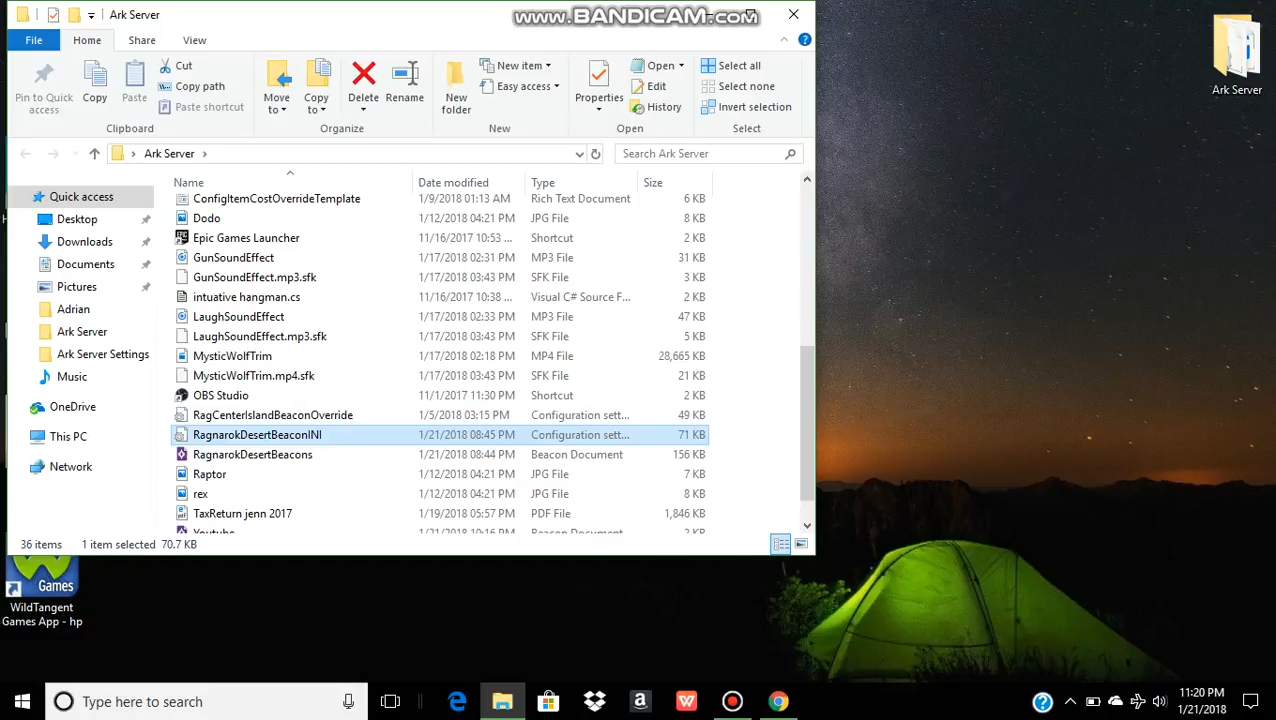 Ark Server
www.BANDICAM.com
File Home Share View
Pin to Quick access
Copy
Paste
Cut
Copy path
Paste shortcut
Clipboard
Move to
Copy to
Delete
Rename
Organize
New folder
New item
Easy access
New
Properties
Open
Edit
History
Open
Select all
Select none
Invert selection
Select
Ark Server
Search Ark Server
Name Date modified Type Size
ConfigItemCostOverrideTemplate 1/9/2018 01:13 AM Rich Text Document 6 KB
Dodo 1/12/2018 04:21 PM JPG File 8 KB
Epic Games Launcher 11/16/2017 10:53 ... Shortcut 2 KB
GunSoundEffect 1/17/2018 02:31 PM MP3 File 31 KB
GunSoundEffect.mp3.sfk 1/17/2018 03:43 PM SFK File 3 KB
intuative hangman.cs 11/16/2017 10:38 ... Visual C# Source F... 2 KB
LaughSoundEffect 1/17/2018 02:33 PM MP3 File 47 KB
LaughSoundEffect.mp3.sfk 1/17/2018 03:43 PM SFK File 5 KB
MysticWolfTrim 1/17/2018 02:18 PM MP4 File 28,665 KB
MysticWolfTrim.mp4.sfk 1/17/2018 03:43 PM SFK File 21 KB
OBS Studio 11/1/2017 11:30 PM Shortcut 2 KB
RagCenterIslandBeaconOverride 1/5/2018 03:15 PM Configuration sett... 49 KB
RagnarokDesertBeaconINI 1/21/2018 08:45 PM Configuration sett... 71 KB
RagnarokDesertBeacons 1/21/2018 08:44 PM Beacon Document 156 KB
Raptor 1/12/2018 04:21 PM JPG File 7 KB
rex 1/12/2018 04:21 PM JPG File 8 KB
TaxReturn jenn 2017 1/19/2018 05:57 PM PDF File 1,846 KB
Youtube 1/21/2018 10:16 PM Beacon Document 2 KB
Quick access
Desktop
Downloads
Documents
Pictures
Adrian
Ark Server
Ark Server Settings
Music
OneDrive
This PC
Network
36 items 1 item selected 70.7 KB
Ark Server
Games
WildTangent
Games App - hp
Type here to search
11:20 PM
1/21/2018